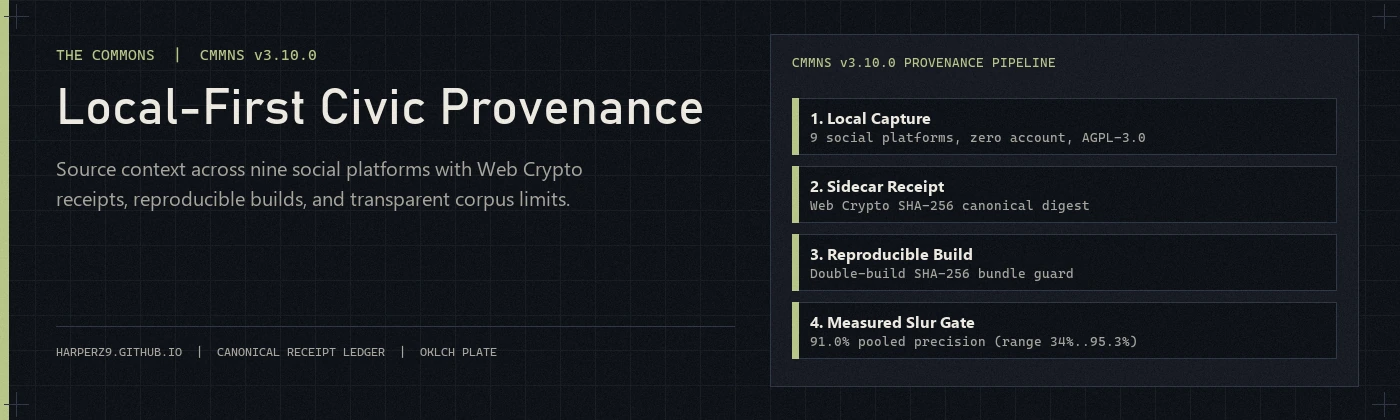 THE COMMONS | CMMNS v3.10.0
Local-First Civic Provenance
Source context across nine social platforms with Web Crypto
receipts, reproducible builds, and transparent corpus limits.
HARPERZ9.GITHUB.IO | CANONICAL RECEIPT LEDGER | OKLCH PLATE
CMMNS v3.10.0 PROVENANCE PIPELINE
1. Local Capture
9 social platforms, zero account, AGPL-3.0
2. Sidecar Receipt
Web Crypto SHA-256 canonical digest
3. Reproducible Build
Double-build SHA-256 bundle guard
4. Measured Slur Gate
91.0% pooled precision (range 34%..95.3%)